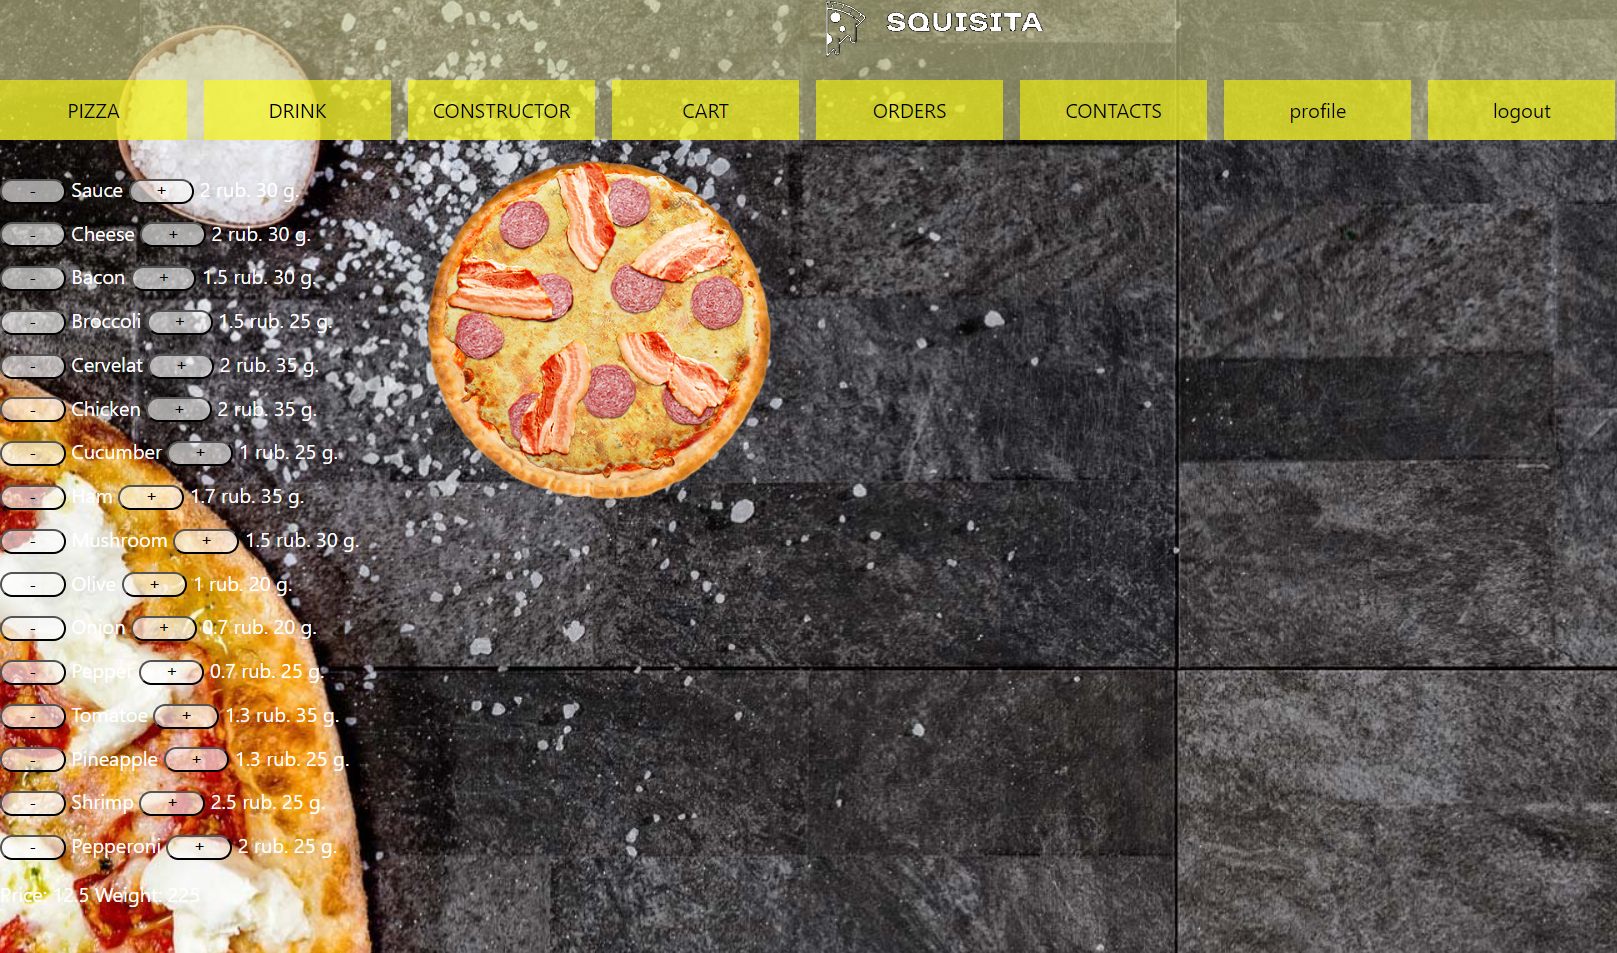 SQUISITA
PIZZA DRINK CONSTRUCTOR CART ORDERS CONTACTS profile logout
- Sauce + 2 rub. 30 g.
- Cheese + 2 rub. 30 g.
- Bacon + 1.5 rub. 30 g.
- Broccoli + 1.5 rub. 25 g.
- Cervelat + 2 rub. 35 g.
- Chicken + 2 rub. 35 g.
- Cucumber + 1 rub. 25 g.
- Ham + 1.7 rub. 35 g.
- Mushroom + 1.5 rub. 30 g.
- Olive + 1 rub. 20 g.
- Onion + 0.7 rub. 20 g.
- Pepper + 0.7 rub. 25 g.
- Tomatoe + 1.3 rub. 35 g.
- Pineapple + 1.3 rub. 25 g.
- Shrimp + 2.5 rub. 25 g.
- Pepperoni + 2 rub. 25 g.
Price: 12.5 Weight: 225